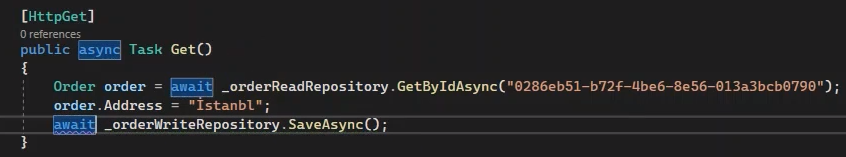 [HttpGet]
0 references
public async Task Get()
{
Order order = await _orderReadRepository.GetByIdAsync("0286eb51-b72f-4be6-8e56-013a3bcb0790");
order.Address = "İstanbl";
await _orderWriteRepository.SaveAsync();
}